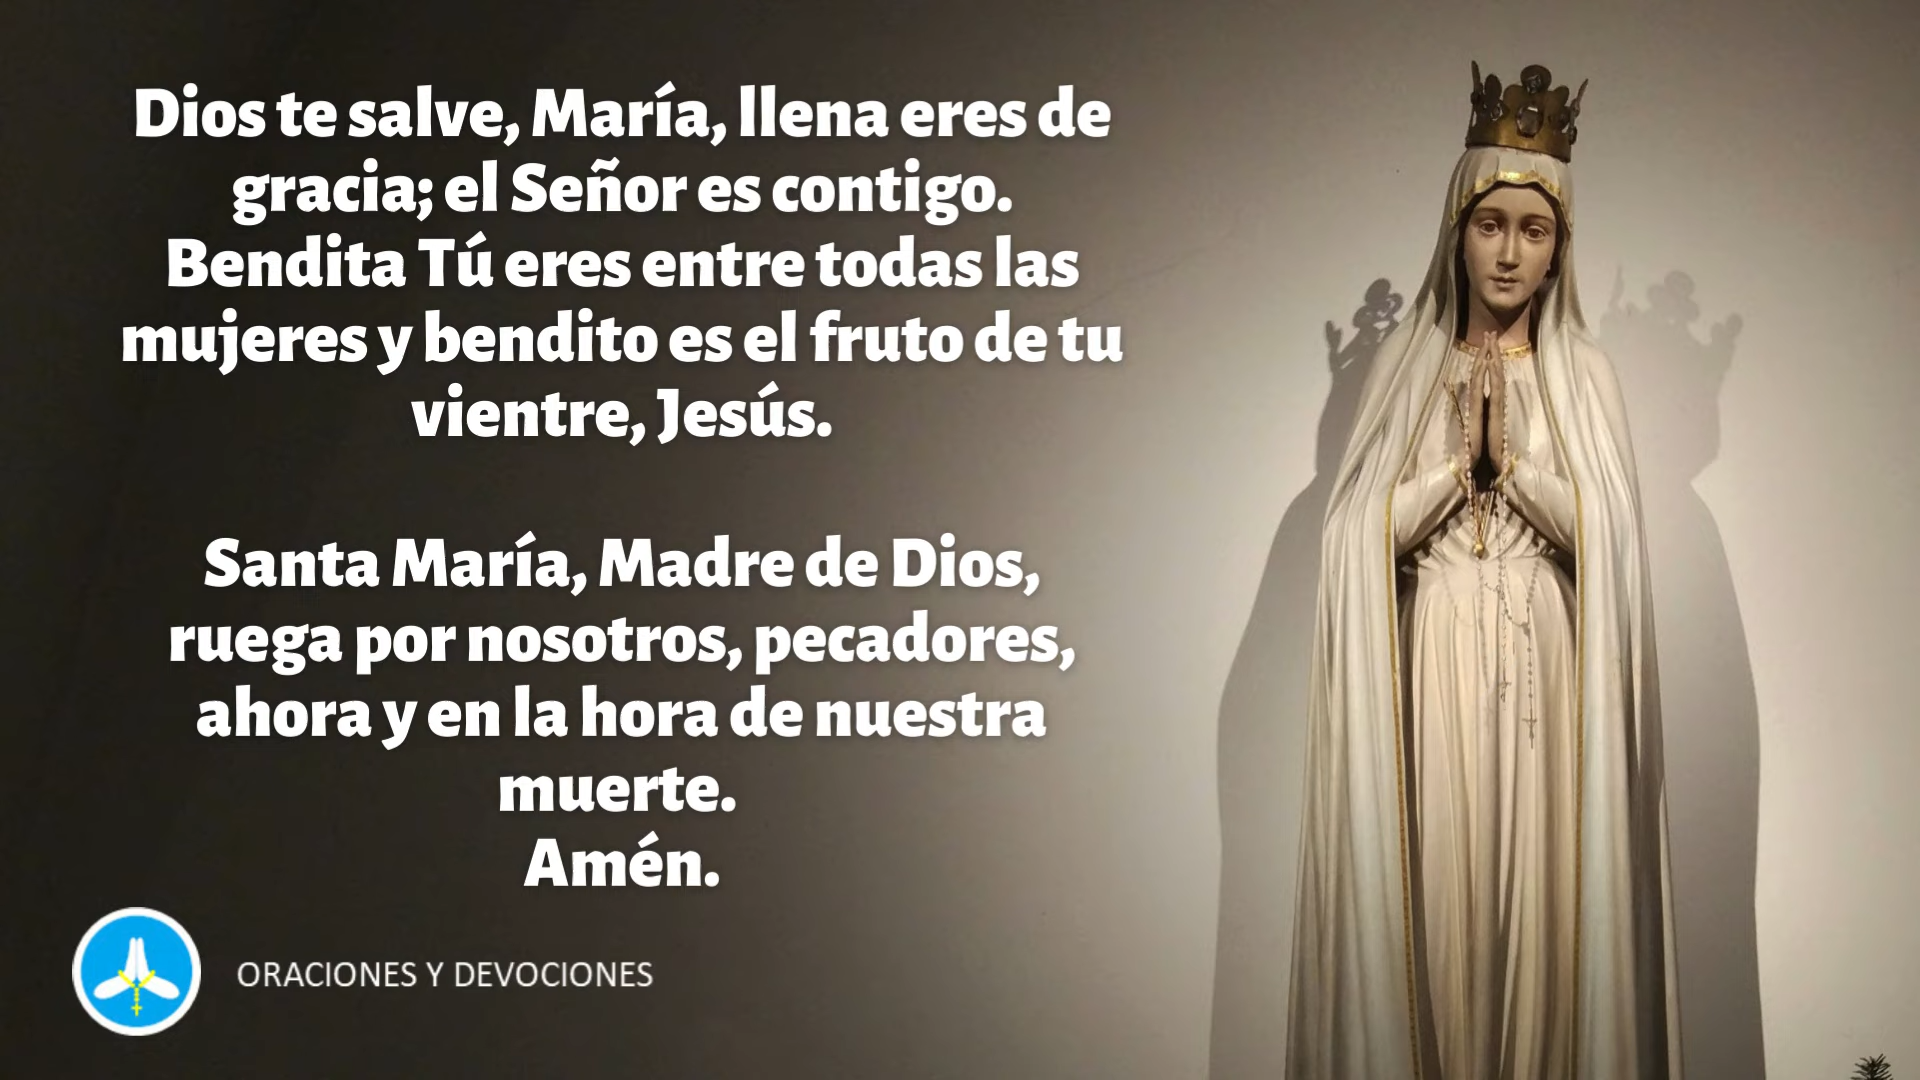 Dios te salve, María, llena eres de
gracia; el Señor es contigo.
Bendita Tú eres entre todas las
mujeres y bendito es el fruto de tu
vientre, Jesús.
Santa María, Madre de Dios,
ruega por nosotros, pecadores,
ahora y en la hora de nuestra
muerte.
Amén.
ORACIONES Y DEVOCIONES